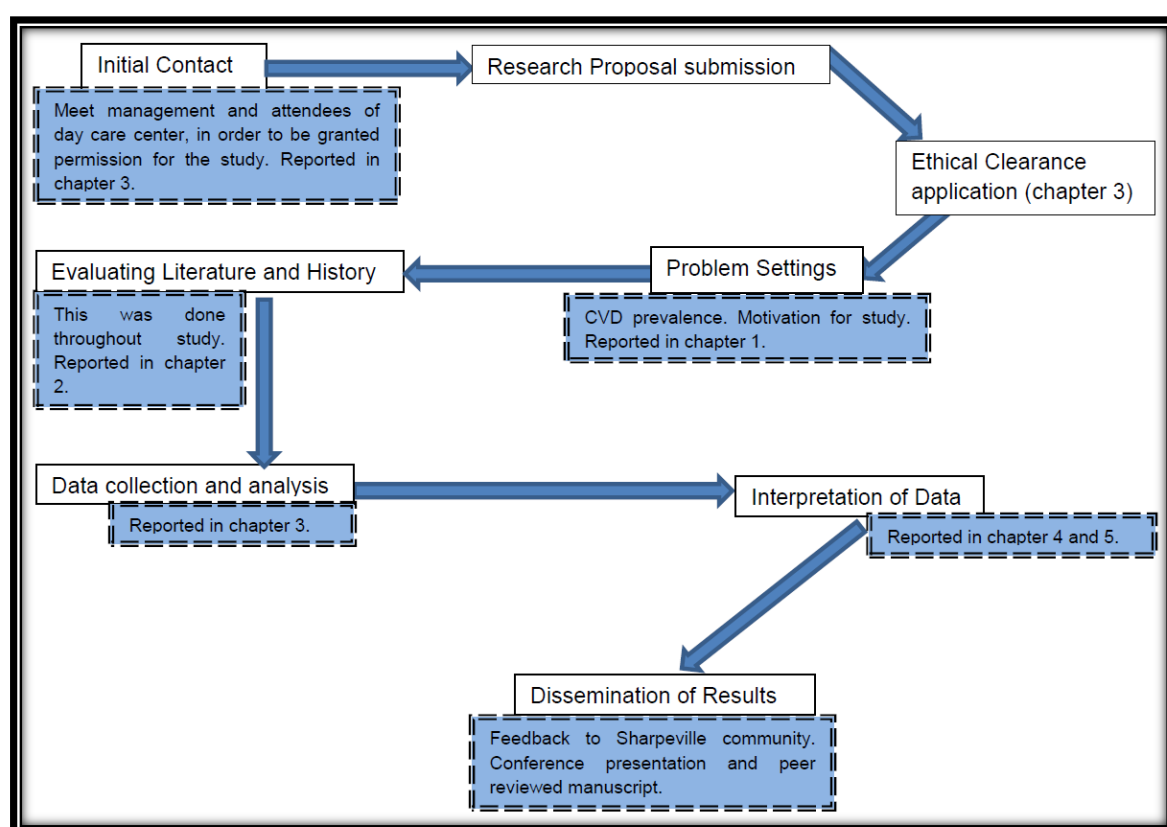 Initial Contact
Meet management and attendees of
day care center, in order to be granted
permission for the study. Reported in
chapter 3.
Research Proposal submission
Ethical Clearance
application (chapter 3)
Problem Settings
CVD prevalence. Motivation for study.
Reported in chapter 1.
Evaluating Literature and History
This was done
throughout study.
Reported in chapter
2.
Data collection and analysis
Reported in chapter 3.
Interpretation of Data
Reported in chapter 4 and 5.
Dissemination of Results
Feedback to Sharpeville community.
Conference presentation and peer
reviewed manuscript.